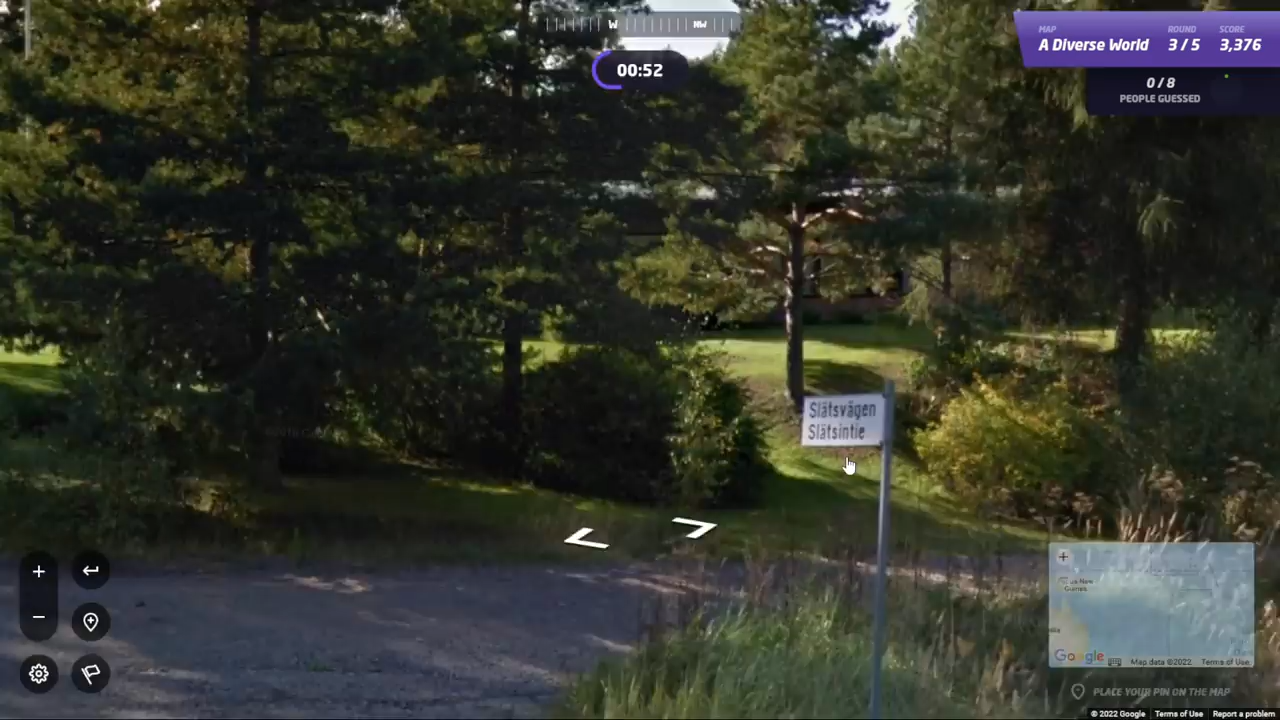 W
NW
00:52
MAP
A Diverse World
ROUND
3 / 5
SCORE
3,376
0 / 8
PEOPLE GUESSED
Slätsvägen
Slätsintie
Google
Map data ©2022
Terms of Use
PLACE YOUR PIN ON THE MAP
© 2022 Google
Terms of Use
Report a problem